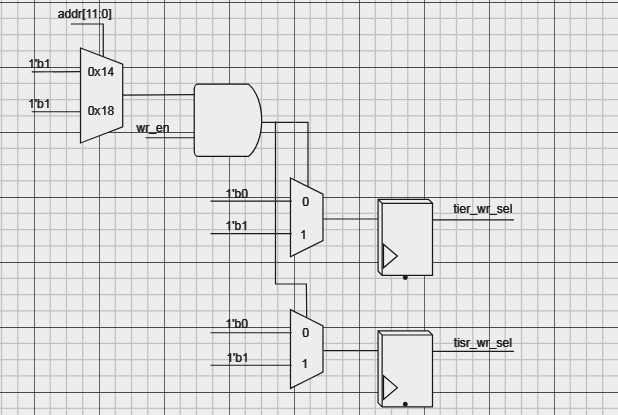 addr[11:0]
1'b1
0x14
1'b1
0x18
wr_en
1'b0
0
tier_wr_sel
1'b1
1
1'b0
0
tisr_wr_sel
1'b1
1